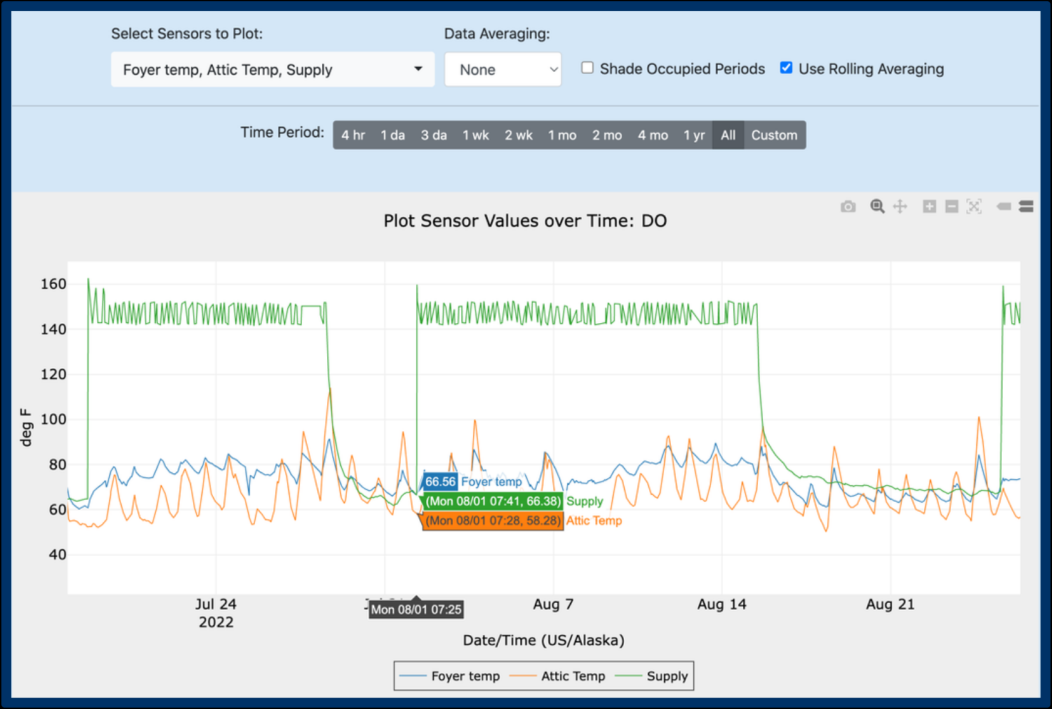 Select Sensors to Plot:
Data Averaging:
Foyer temp, Attic Temp, Supply
None
Shade Occupied Periods
Use Rolling Averaging
Time Period:
4 hr 1 da 3 da 1 wk 2 wk 1 mo 2 mo 4 mo 1 yr All Custom
Plot Sensor Values over Time: DO
160
140
120
100
80
60
40
deg F
66.56 Foyer temp
(Mon 08/01 07:41, 66.38) Supply
(Mon 08/01 07:28, 58.28) Attic Temp
Jul 24
2022
Mon 08/01 07:25
Aug 7
Aug 14
Aug 21
Date/Time (US/Alaska)
Foyer temp Attic Temp Supply